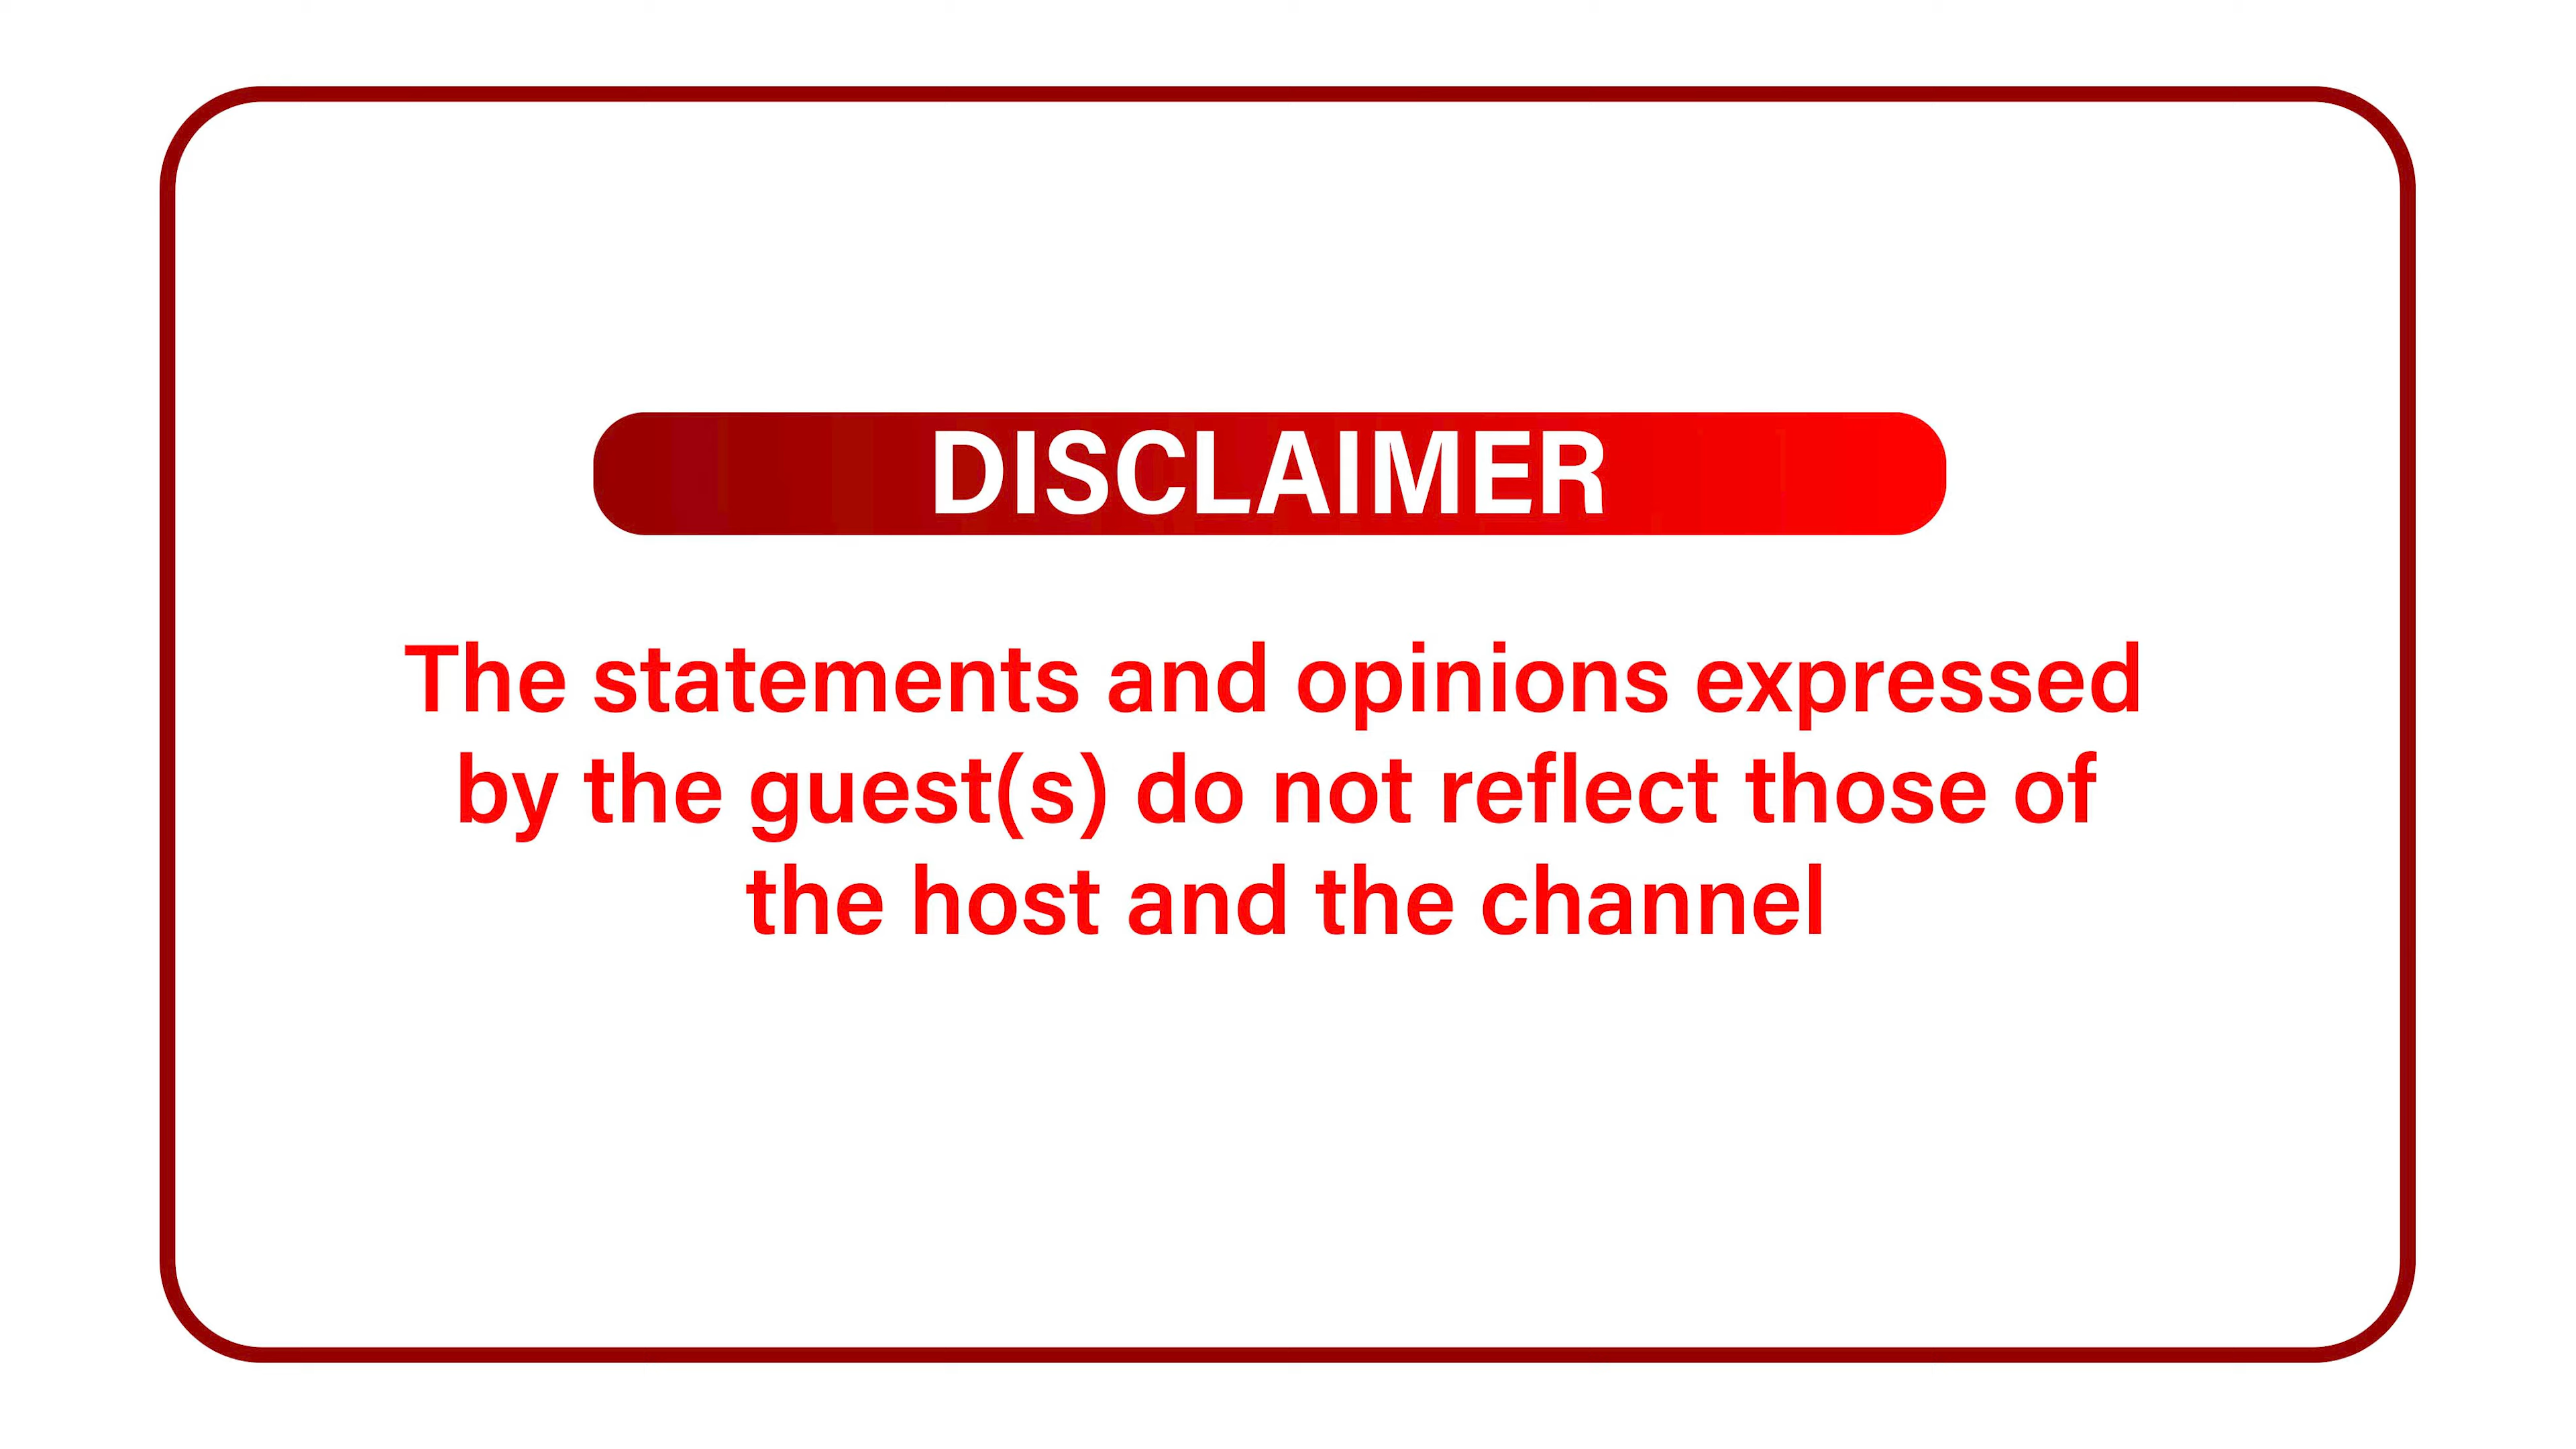 DISCLAIMER
The statements and opinions expressed
by the guest(s) do not reflect those of
the host and the channel